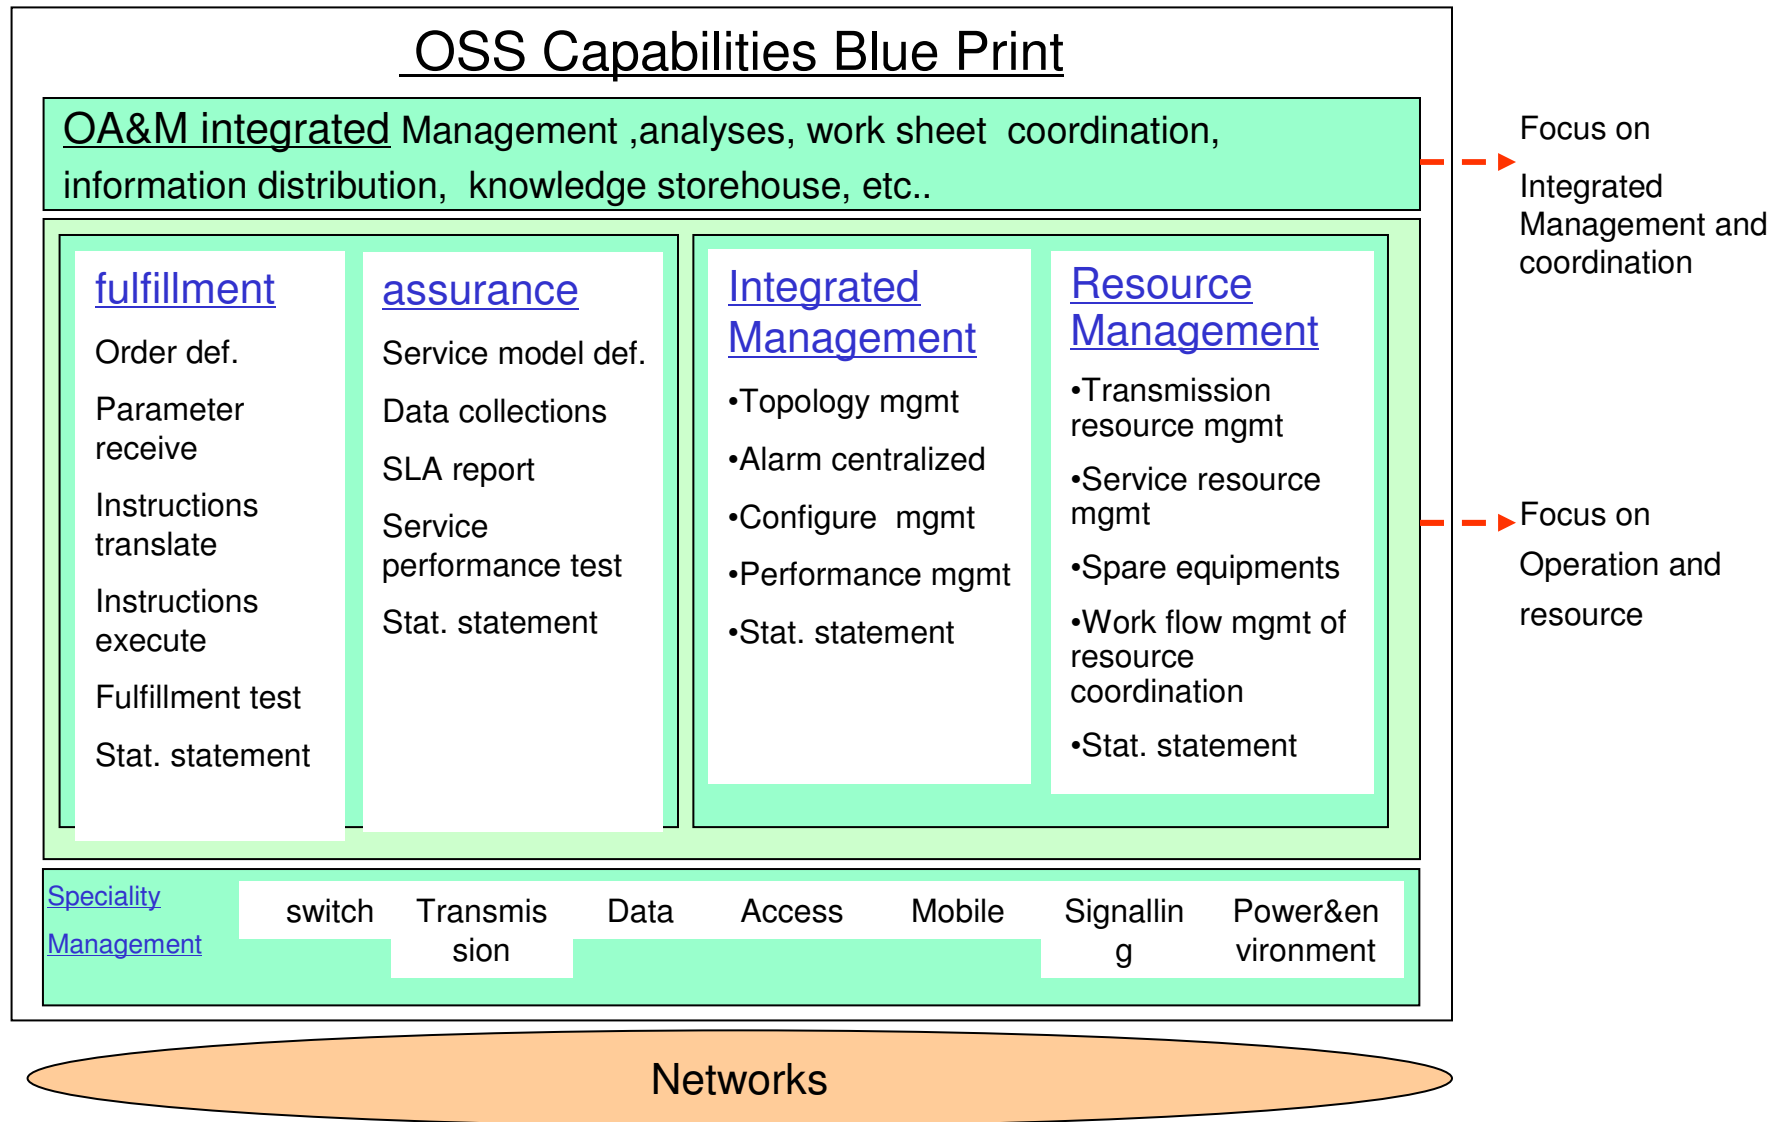 OSS Capabilities Blue Print
OA&M integrated Management ,analyses, work sheet coordination,
information distribution, knowledge storehouse, etc..
Focus on
Integrated
Management and
coordination
fulfillment
Order def.
Parameter
receive
Instructions
translate
Instructions
execute
Fulfillment test
Stat. statement
assurance
Service model def.
Data collections
SLA report
Service
performance test
Stat. statement
Integrated
Management
•Topology mgmt
•Alarm centralized
•Configure mgmt
•Performance mgmt
•Stat. statement
Resource
Management
•Transmission
resource mgmt
•Service resource
mgmt
•Spare equipments
•Work flow mgmt of
resource
coordination
•Stat. statement
Focus on
Operation and
resource
Speciality
Management
switch
Transmis
sion
Data
Access
Mobile
Signallin
g
Power&en
vironment
Networks